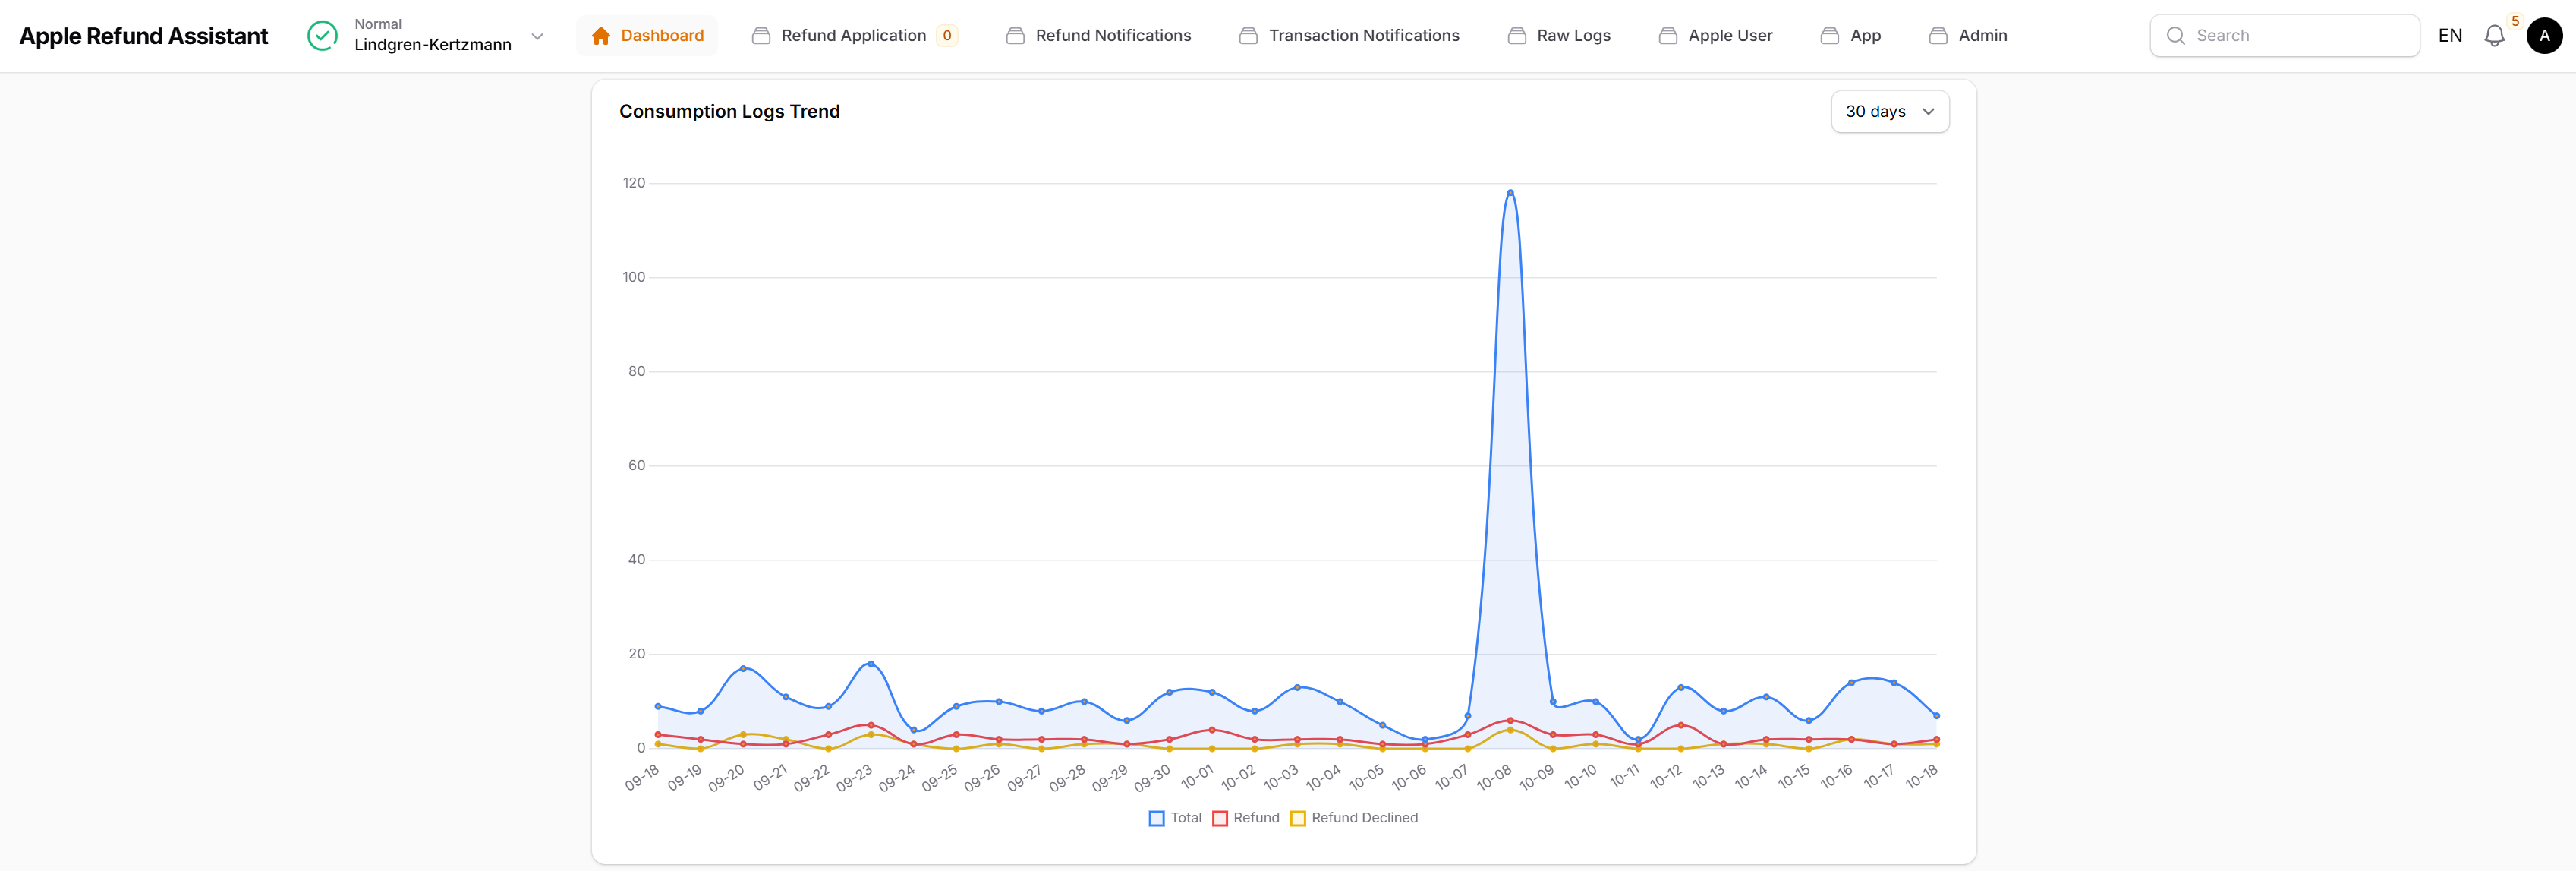 Apple Refund Assistant
Normal
Lindgren-Kertzmann
Dashboard
Refund Application 0
Refund Notifications
Transaction Notifications
Raw Logs
Apple User
App
Admin
Search
EN
5
A
Consumption Logs Trend
30 days
120
100
80
60
40
20
0
09-18 09-19 09-20 09-21 09-22 09-23 09-24 09-25 09-26 09-27 09-28 09-29 09-30 10-01 10-02 10-03 10-04 10-05 10-06 10-07 10-08 10-09 10-10 10-11 10-12 10-13 10-14 10-15 10-16 10-17 10-18
Total Refund Refund Declined